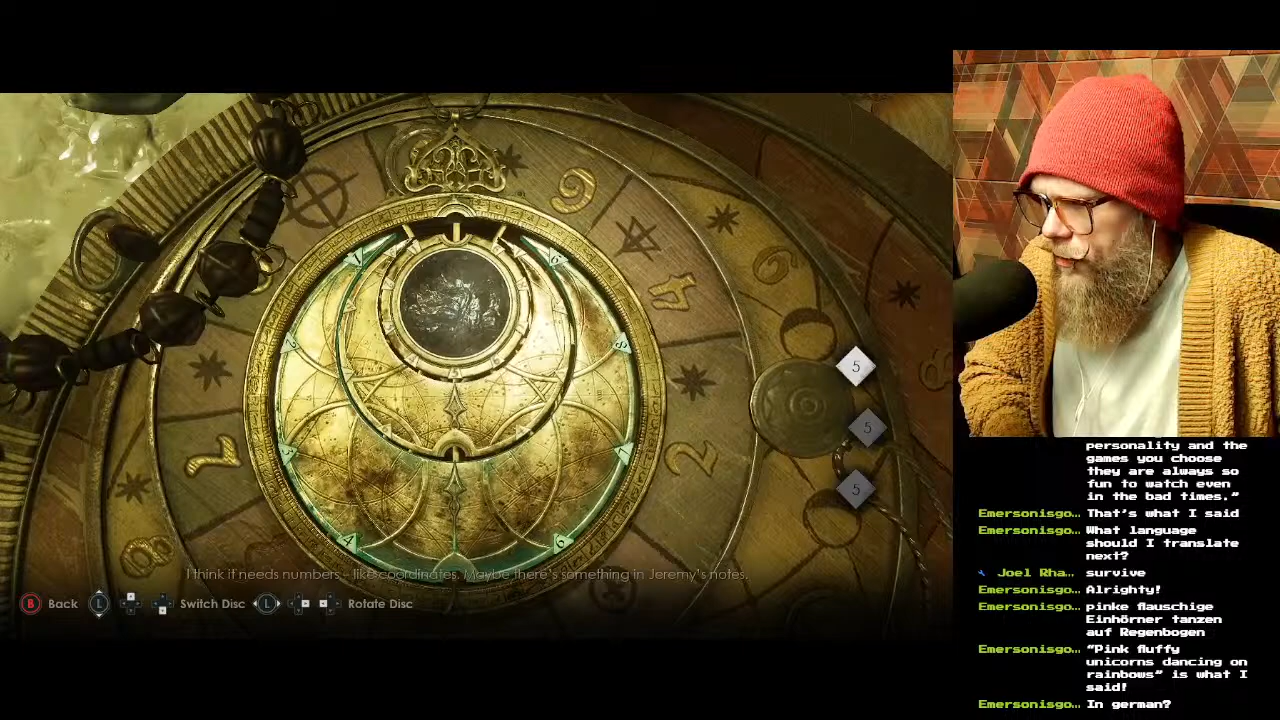 5
5
5
I think it needs numbers - like coordinates. Maybe there's something in Jeremy's notes.
B Back L Switch Disc L Rotate Disc
personality and the
games you choose
they are always so
fun to watch even
in the bad times."
Emersonisgo… That's what I said
Emersonisgo… What language
should I translate
next?
Joel Rha… survive
Emersonisgo… Alrighty!
Emersonisgo… pinke flauschige
Einhörner tanzen
auf Regenbogen
Emersonisgo… "Pink fluffy
unicorns dancing on
rainbows" is what I
said!
Emersonisgo… In german?